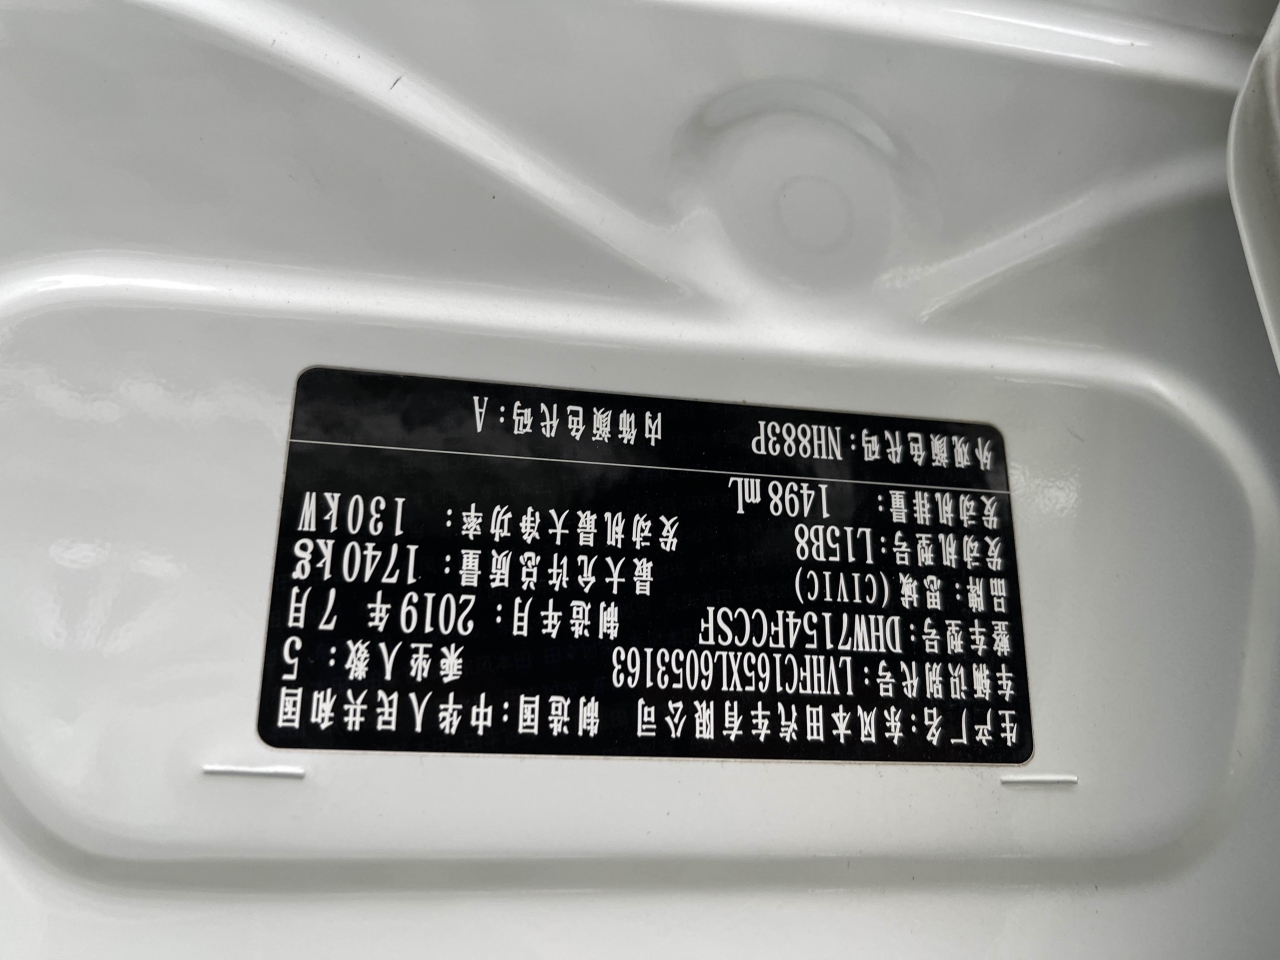 生产厂名:东风本田汽车有限公司 制造国:中华人民共和国
车辆识别代号:LVHFC165XL6053163 乘坐人数:5
整车型号:DHW7154FCCSF 制造年月:2019年 7月
品牌:思域(CIVIC) 最大允许总质量:1740kg
发动机型号:L15B8 发动机最大净功率:130kW
发动机排量: 1498mL
外观颜色代码:NH883P 内饰颜色代码:A